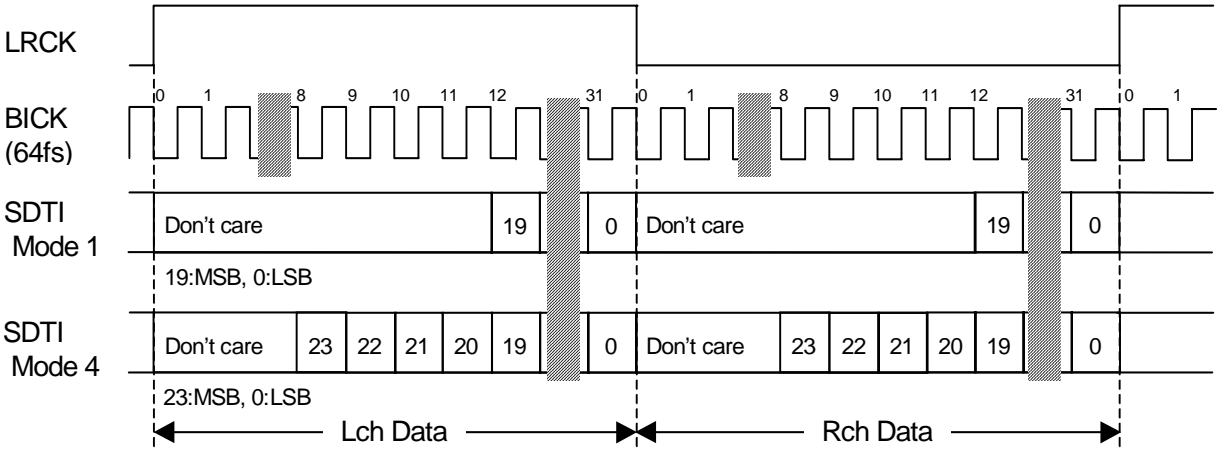 LRCK
0 1 8 9 10 11 12 31 0 1 8 9 10 11 12 31 0 1
BICK
(64fs)
SDTI
Mode 1
Don't care 19 0 Don't care 19 0
19:MSB, 0:LSB
SDTI
Mode 4
Don't care 23 22 21 20 19 0 Don't care 23 22 21 20 19 0
23:MSB, 0:LSB
Lch Data Rch Data